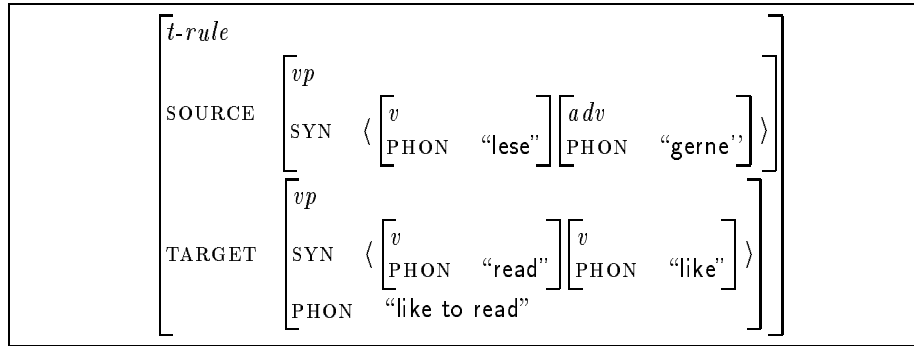 t-rule
vp
SOURCE
v adv
SYN ⟨ ⟩
PHON “lese” PHON “gerne’’
vp
v v
TARGET SYN ⟨ ⟩
PHON “read” PHON “like”
PHON “like to read”